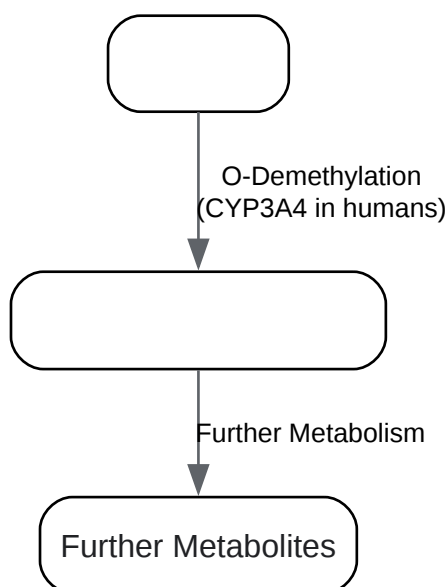 O-Demethylation
(CYP3A4 in humans)
Further Metabolism
Further Metabolites